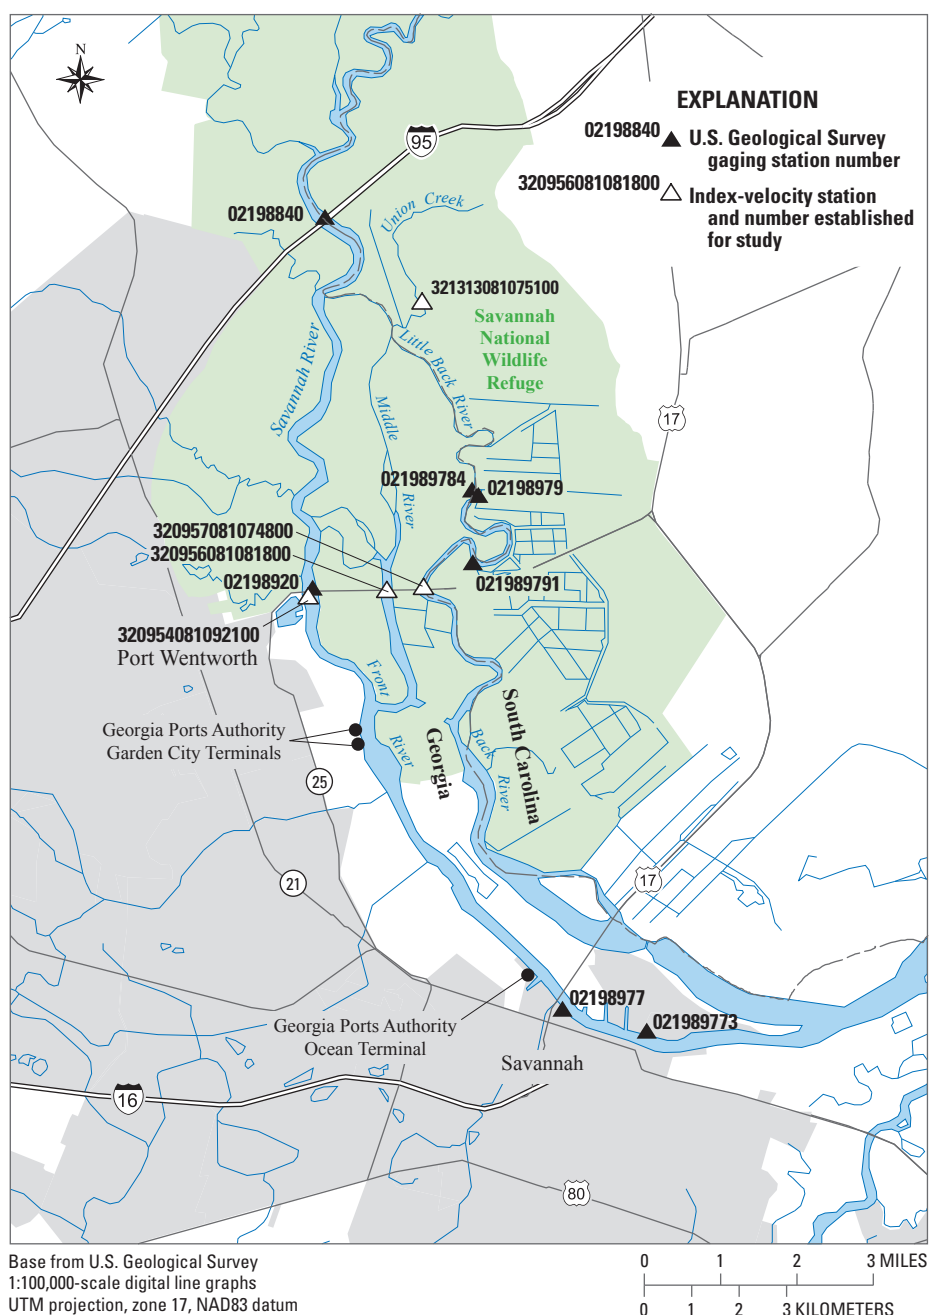 N
EXPLANATION
02198840
U.S. Geological Survey
gaging station number
3209560810818​00
Index-velocity station
and number established
for study
95
02198840
Union Creek
321313081075100
Savannah
National
Wildlife
Refuge
Savannah River
Little Back River
Middle River
17
021989784
02198979
320957081074800
320956081081800
02198920
021989791
320954081092100
Port Wentworth
Front River
Georgia Ports Authority
Garden City Terminals
Georgia
South Carolina
Back River
25
21
17
02198977
021989773
Georgia Ports Authority
Ocean Terminal
Savannah
16
80
Base from U.S. Geological Survey
1:100,000-scale digital line graphs
UTM projection, zone 17, NAD83 datum
0 1 2 3 MILES
0 1 2 3 KILOMETERS